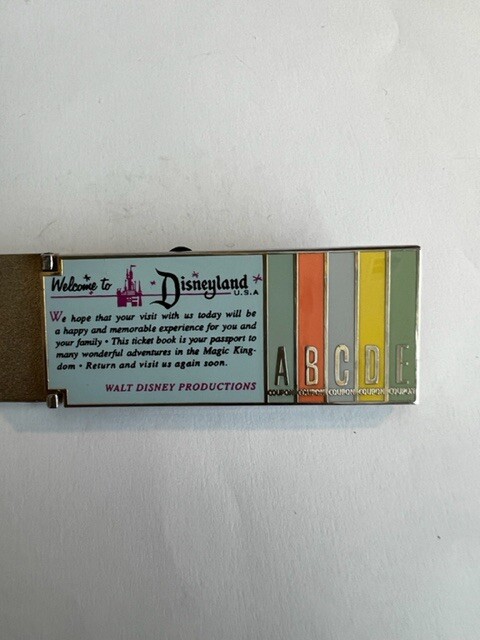 Welcome to Disneyland
U.S.A
We hope that your visit with us today will be
a happy and memorable experience for you and
your family • This ticket book is your passport to
many wonderful adventures in the Magic King-
dom • Return and visit us again soon.
WALT DISNEY PRODUCTIONS
A B C D E
COUPON COUPON COUPON COUPON COUPON